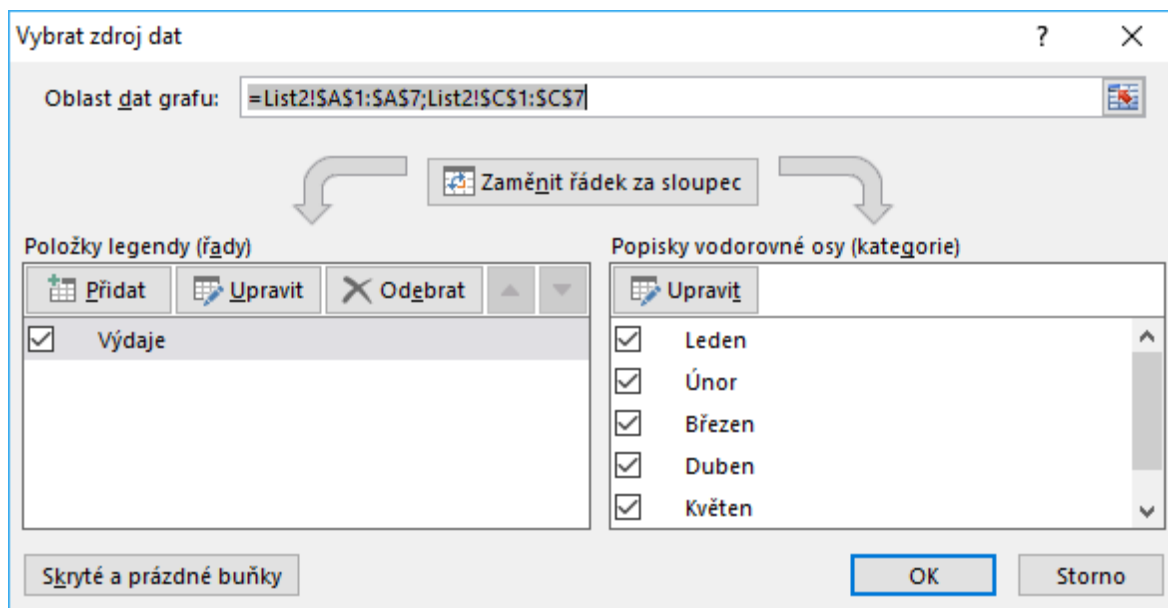 Vybrat zdroj dat
?
Oblast dat grafu: =List2!$A$1:$A$7;List2!$C$1:$C$7
Zaměnit řádek za sloupec
Položky legendy (řady)
Přidat Upravit Odebrat
Výdaje
Popisky vodorovné osy (kategorie)
Upravit
Leden
Únor
Březen
Duben
Květen
Skryté a prázdné buňky
OK Storno